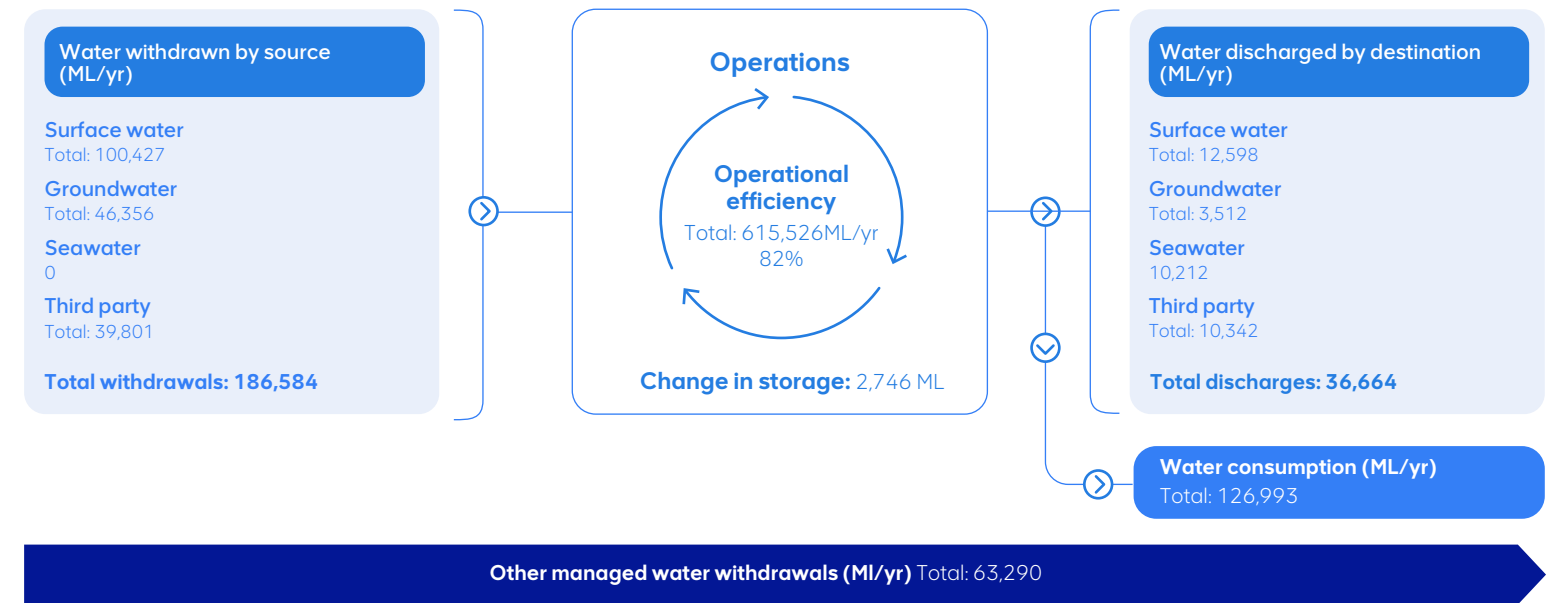 Water withdrawn by source
(ML/yr)
Surface water
Total: 100,427
Groundwater
Total: 46,356
Seawater
0
Third party
Total: 39,801
Total withdrawals: 186,584
Operations
Operational
efficiency
Total: 615,526ML/yr
82%
Change in storage: 2,746 ML
Water discharged by destination
(ML/yr)
Surface water
Total: 12,598
Groundwater
Total: 3,512
Seawater
10,212
Third party
Total: 10,342
Total discharges: 36,664
Water consumption (ML/yr)
Total: 126,993
Other managed water withdrawals (Ml/yr) Total: 63,290